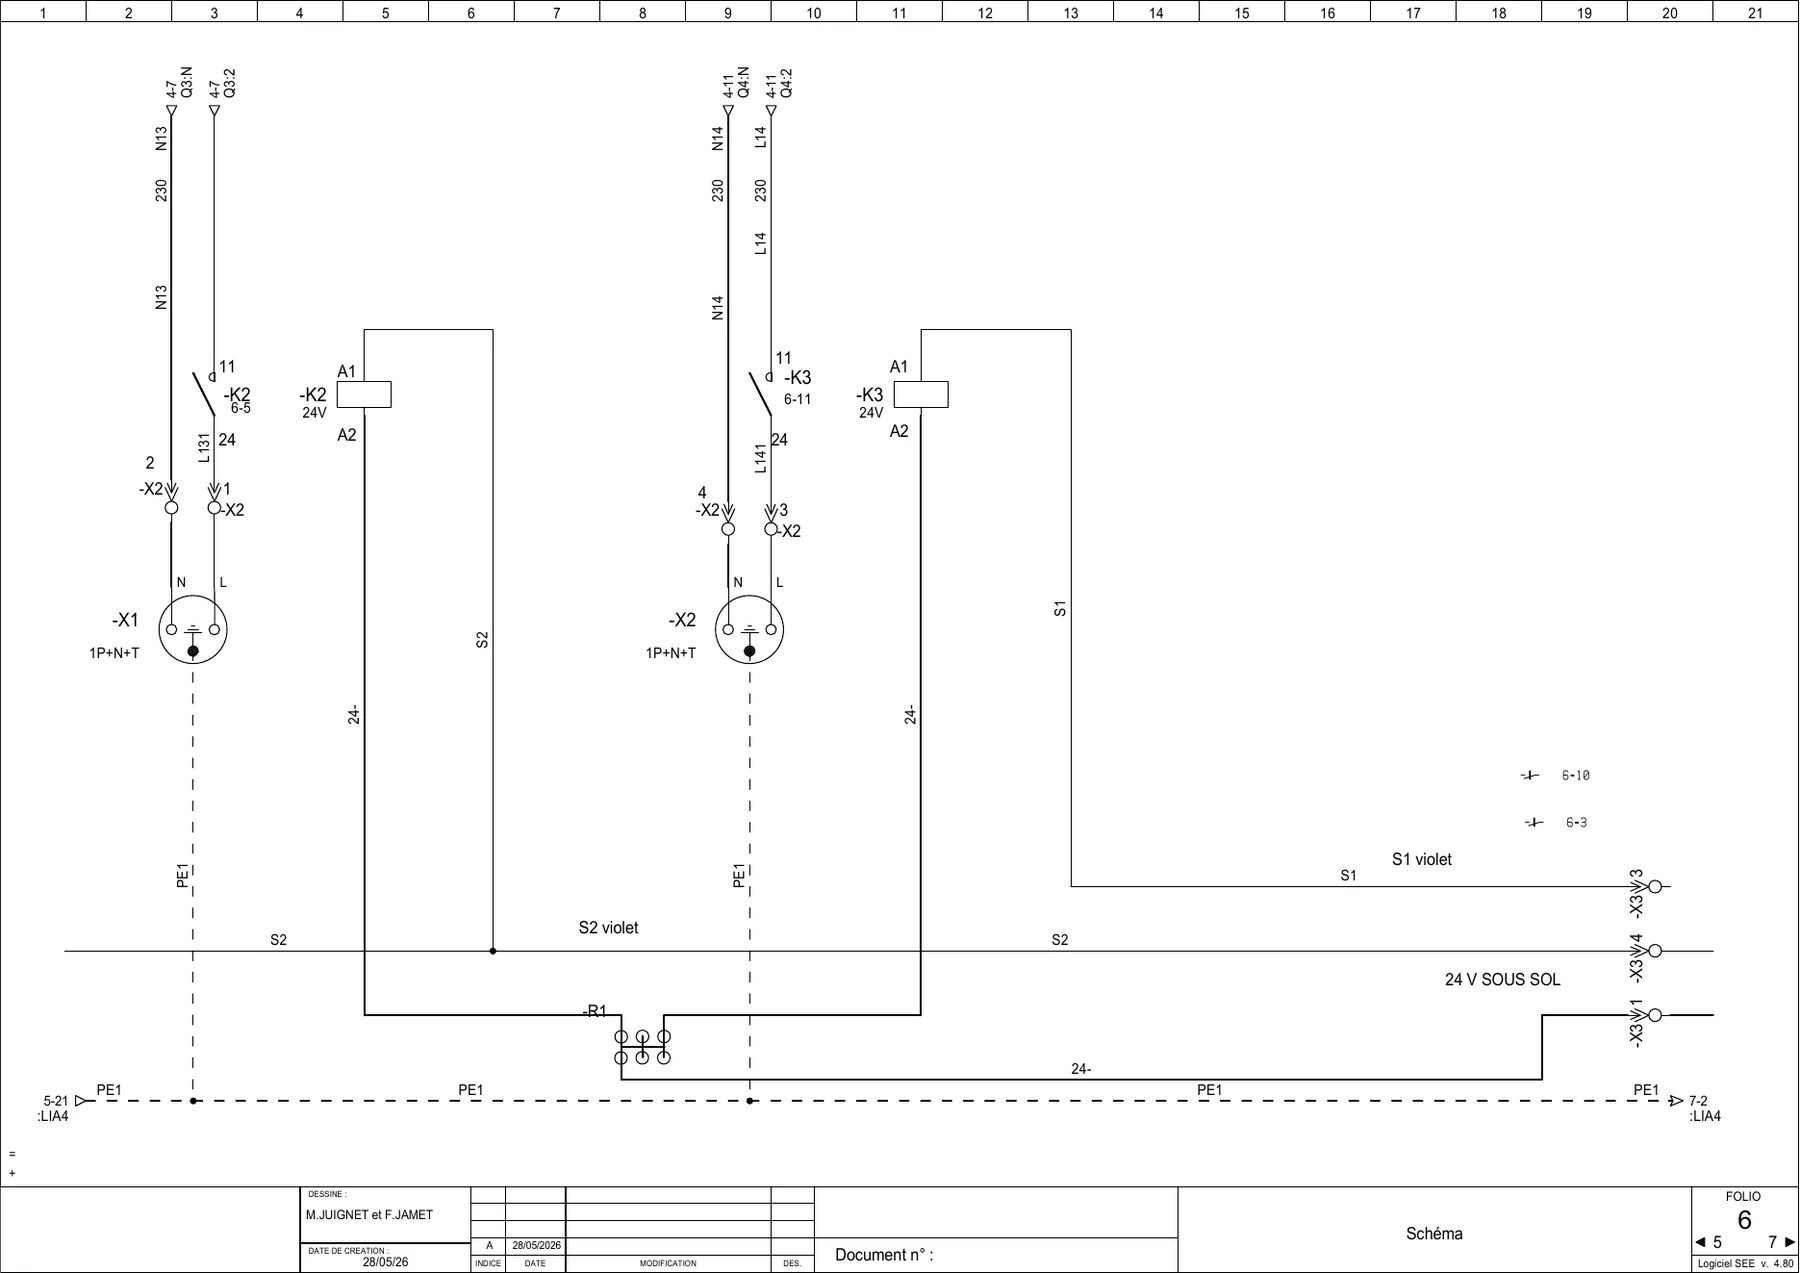 1 2 3 4 5 6 7 8 9 10 11 12 13 14 15 16 17 18 19 20 21
4-7
Q3:N
4-7
Q3:2
4-11
Q4:N
4-11
Q4:2
N13
N14
L14
230
230
230
L14
N13
N14
11
-K2
6-5
24
L131
A1
-K2
24V
A2
11
-K3
6-11
24
L141
A1
-K3
24V
A2
2
-X2
1
-X2
4
-X2
3
-X2
N
L
N
L
-X1
1P+N+T
-X2
1P+N+T
S2
S1
24-
24-
6-10
6-3
PE1
PE1
S1 violet
S1
3
-X3
S2 violet
S2
S2
4
-X3
24 V SOUS SOL
-R1
1
-X3
24-
5-21
:LIA4
PE1
PE1
PE1
PE1
7-2
:LIA4
=
+
DESSINE :
M.JUIGNET et F.JAMET
DATE DE CREATION :
28/05/26
A
28/05/2026
INDICE
DATE
MODIFICATION
DES.
Document n° :
Schéma
FOLIO
6
5
7
Logiciel SEE v. 4.80